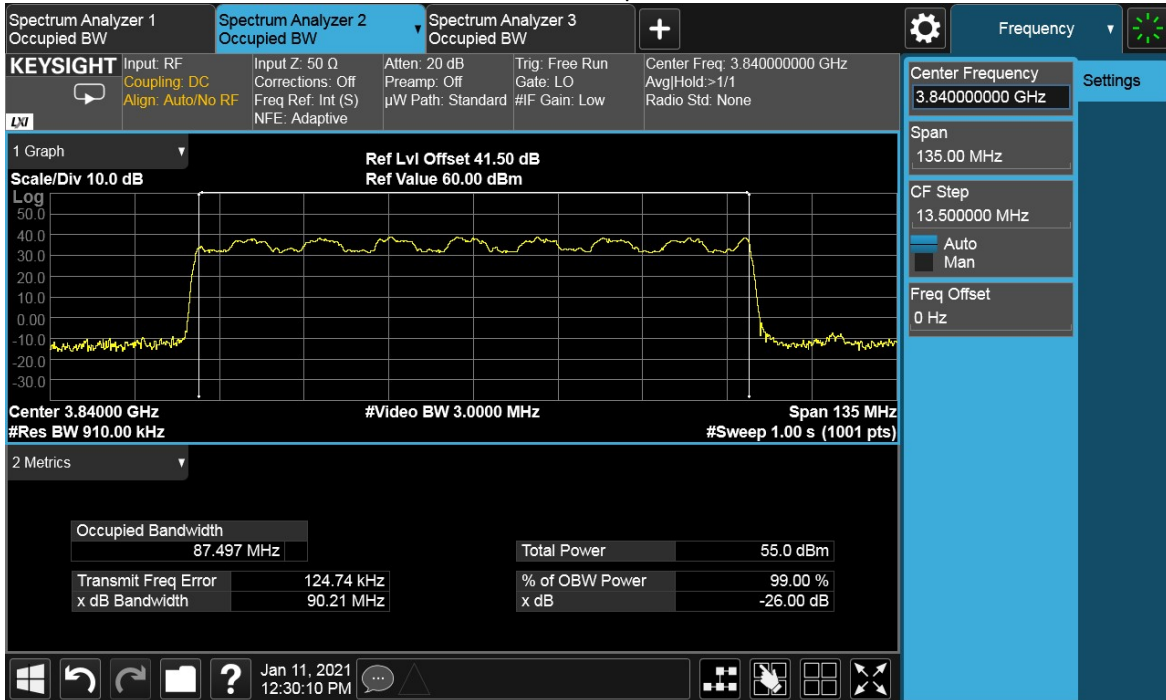 Spectrum Analyzer 1
Occupied BW
Spectrum Analyzer 2
Occupied BW
Spectrum Analyzer 3
Occupied BW
Frequency
KEYSIGHT
LXI
Input: RF
Coupling: DC
Align: Auto/No RF
Input Z: 50 Ω
Corrections: Off
Freq Ref: Int (S)
NFE: Adaptive
Atten: 20 dB
Preamp: Off
µW Path: Standard
Trig: Free Run
Gate: LO
#IF Gain: Low
Center Freq: 3.840000000 GHz
Avg|Hold:>1/1
Radio Std: None
1 Graph
Scale/Div 10.0 dB
Ref Lvl Offset 41.50 dB
Ref Value 60.00 dBm
Log
50.0
40.0
30.0
20.0
10.0
0.00
-10.0
-20.0
-30.0
Center 3.84000 GHz
#Res BW 910.00 kHz
#Video BW 3.0000 MHz
Span 135 MHz
#Sweep 1.00 s (1001 pts)
2 Metrics
Occupied Bandwidth
87.497 MHz
Total Power 55.0 dBm
Transmit Freq Error 124.74 kHz
% of OBW Power 99.00 %
x dB Bandwidth 90.21 MHz
x dB -26.00 dB
Center Frequency
3.840000000 GHz
Settings
Span
135.00 MHz
CF Step
13.500000 MHz
Auto
Man
Freq Offset
0 Hz
?
Jan 11, 2021
12:30:10 PM